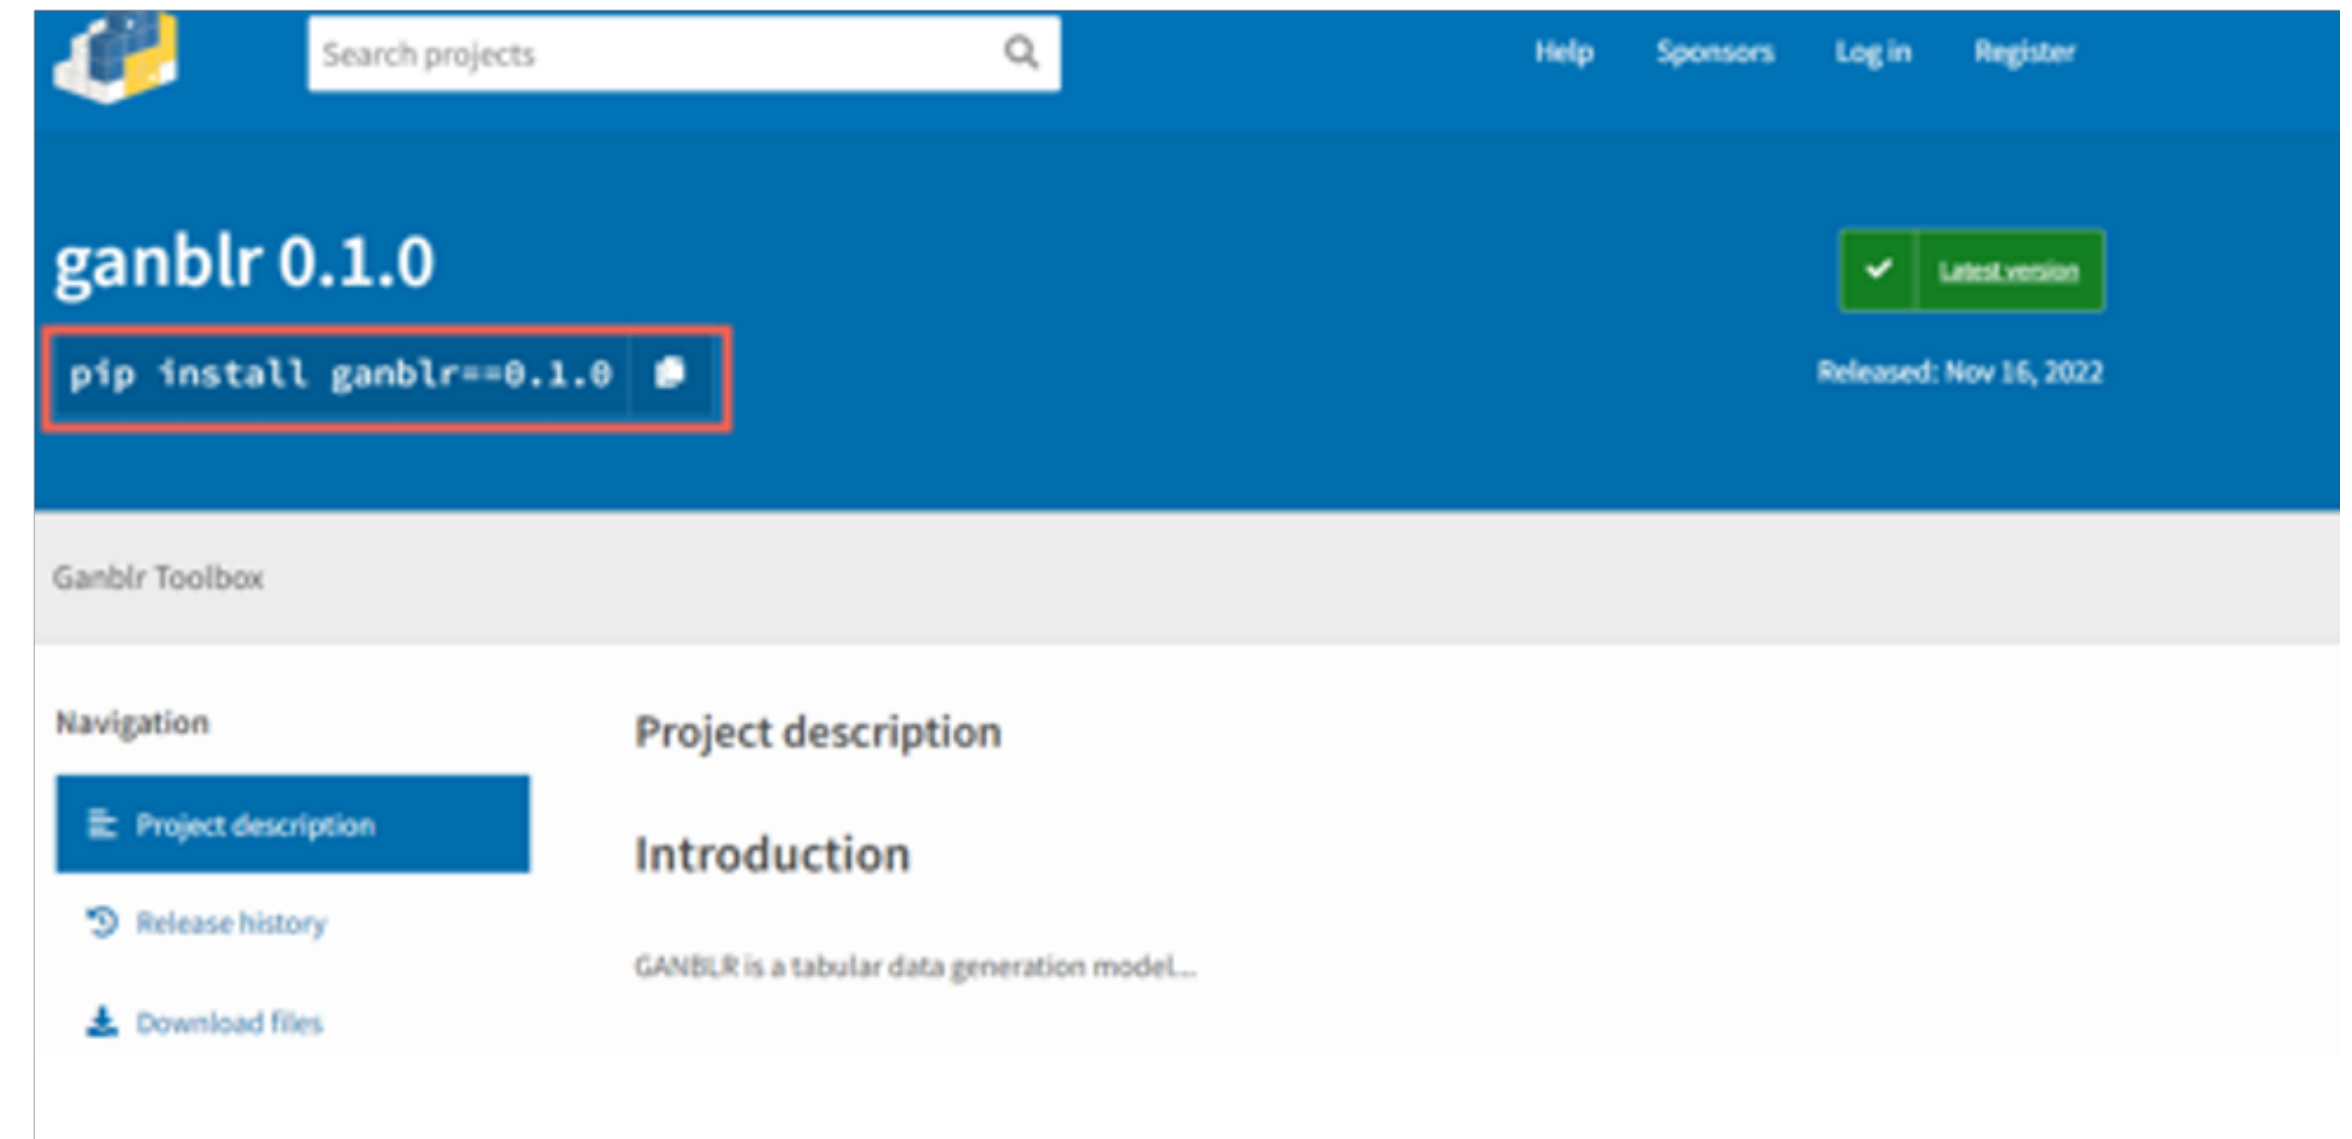 Search projects
Help Sponsors Log in Register
ganblr 0.1.0
Latest version
pip install ganblr==0.1.0
Released: Nov 16, 2022
Ganblr Toolbox
Navigation
Project description
Release history
Download files
Project description
Introduction
GANBLR is a tabular data generation model...